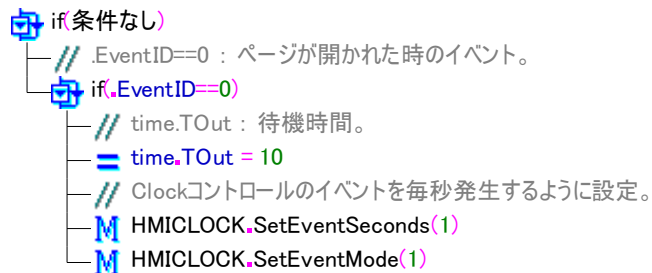 if(条件なし)
// .EventID==0 : ページが開かれた時のイベント。
if(.EventID==0)
// time.TOut : 待機時間。
= time.TOut = 10
// Clockコントロールのイベントを毎秒発生するように設定。
M HMICLOCK.SetEventSeconds(1)
M HMICLOCK.SetEventMode(1)